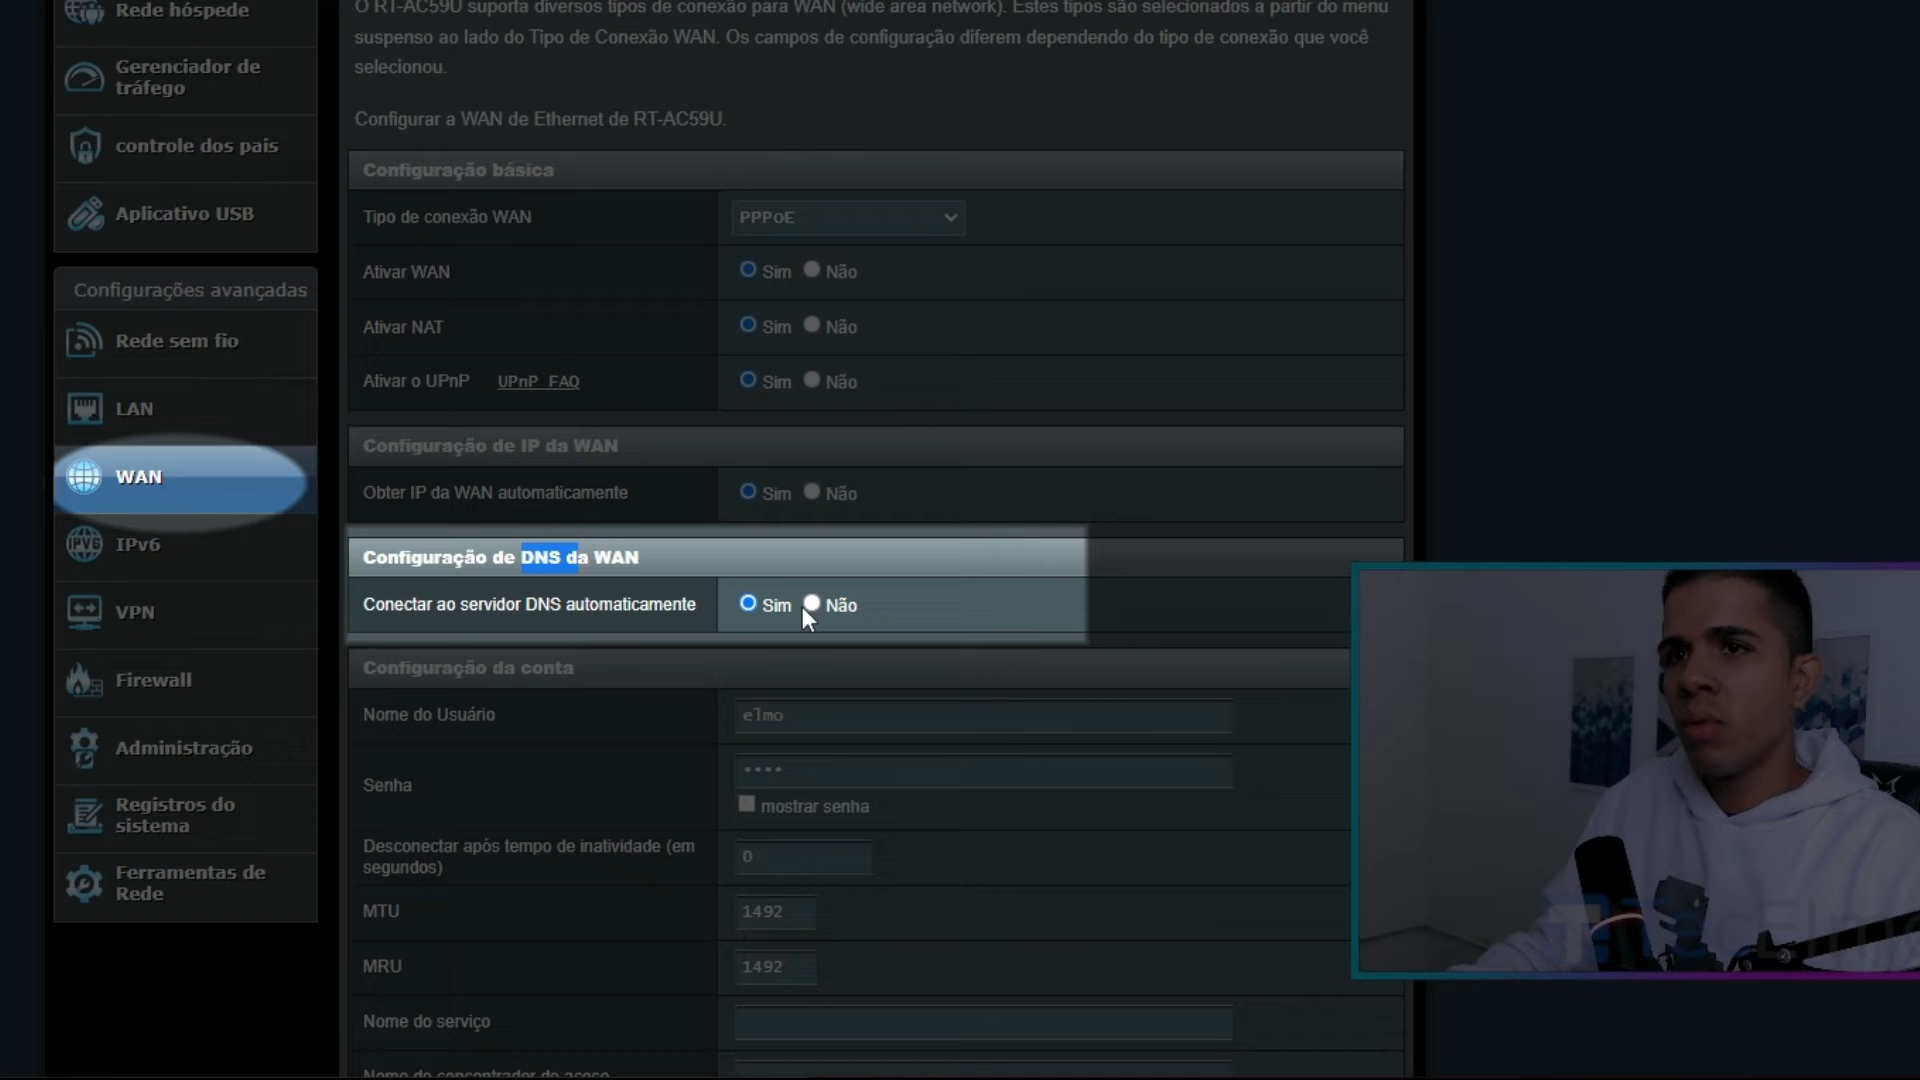 O RT-AC59U suporta diversos tipos de conexão para WAN (wide area network). Estes tipos são selecionados a partir do menu
suspenso ao lado do Tipo de Conexão WAN. Os campos de configuração diferem dependendo do tipo de conexão que você
selecionou.
Configurar a WAN de Ethernet de RT-AC59U.
Rede hóspede
Gerenciador de
tráfego
controle dos pais
Aplicativo USB
Configurações avançadas
Rede sem fio
LAN
WAN
IPv6
VPN
Firewall
Administração
Registros do
sistema
Ferramentas de
Rede
Configuração básica
Tipo de conexão WAN PPPoE
Ativar WAN Sim Não
Ativar NAT Sim Não
Ativar o UPnP UPnP FAQ Sim Não
Configuração de IP da WAN
Obter IP da WAN automaticamente Sim Não
Configuração de DNS da WAN
Conectar ao servidor DNS automaticamente Sim Não
Configuração da conta
Nome do Usuário elmo
Senha ••••
mostrar senha
Desconectar após tempo de inatividade (em
segundos) 0
MTU 1492
MRU 1492
Nome do serviço